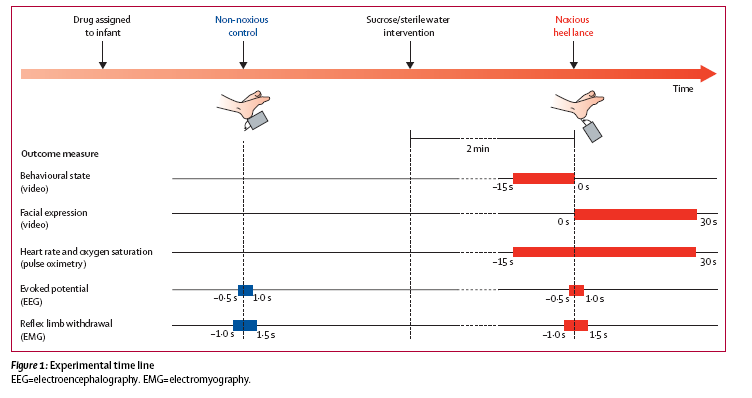 Drug assigned
to infant
Non-noxious
control
Sucrose/sterile water
intervention
Noxious
heel lance
Time
2 min
Outcome measure
Behavioural state
(video)
–15 s
0 s
Facial expression
(video)
0 s
30 s
Heart rate and oxygen saturation
(pulse oximetry)
–15 s
30 s
Evoked potential
(EEG)
–0·5 s
1·0 s
–0·5 s
1·0 s
Reflex limb withdrawal
(EMG)
–1·0 s
1·5 s
–1·0 s
1·5 s
Figure 1: Experimental time line
EEG=electroencephalography. EMG=electromyography.